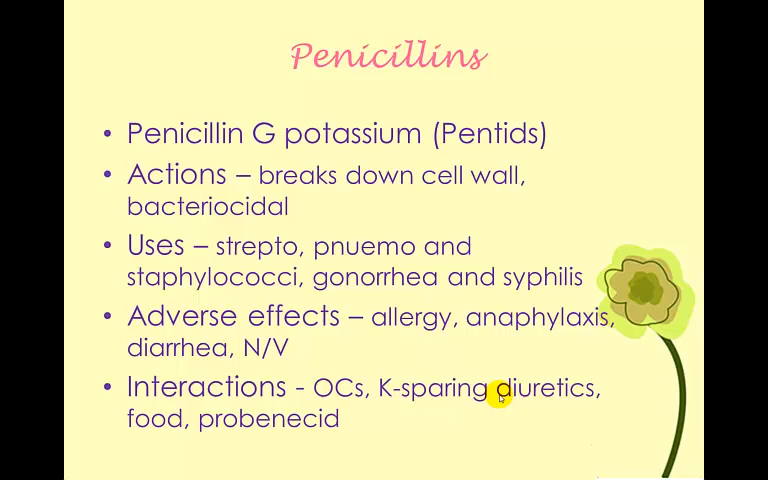 Penicillins
• Penicillin G potassium (Pentids)
• Actions – breaks down cell wall,
bacteriocidal
• Uses – strepto, pnuemo and
staphylococci, gonorrhea and syphilis
• Adverse effects – allergy, anaphylaxis,
diarrhea, N/V
• Interactions - OCs, K-sparing diuretics,
food, probenecid